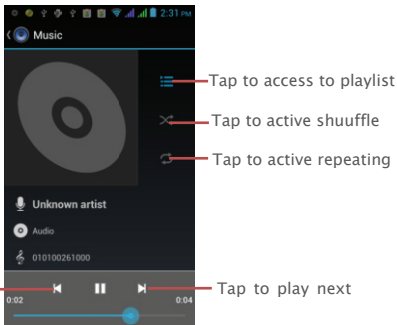 2:31 PM
Music
Tap to access to playlist
Tap to active shuuffle
Tap to active repeating
Unknown artist
Audio
010100261000
Tap to play next
0:02
0:04